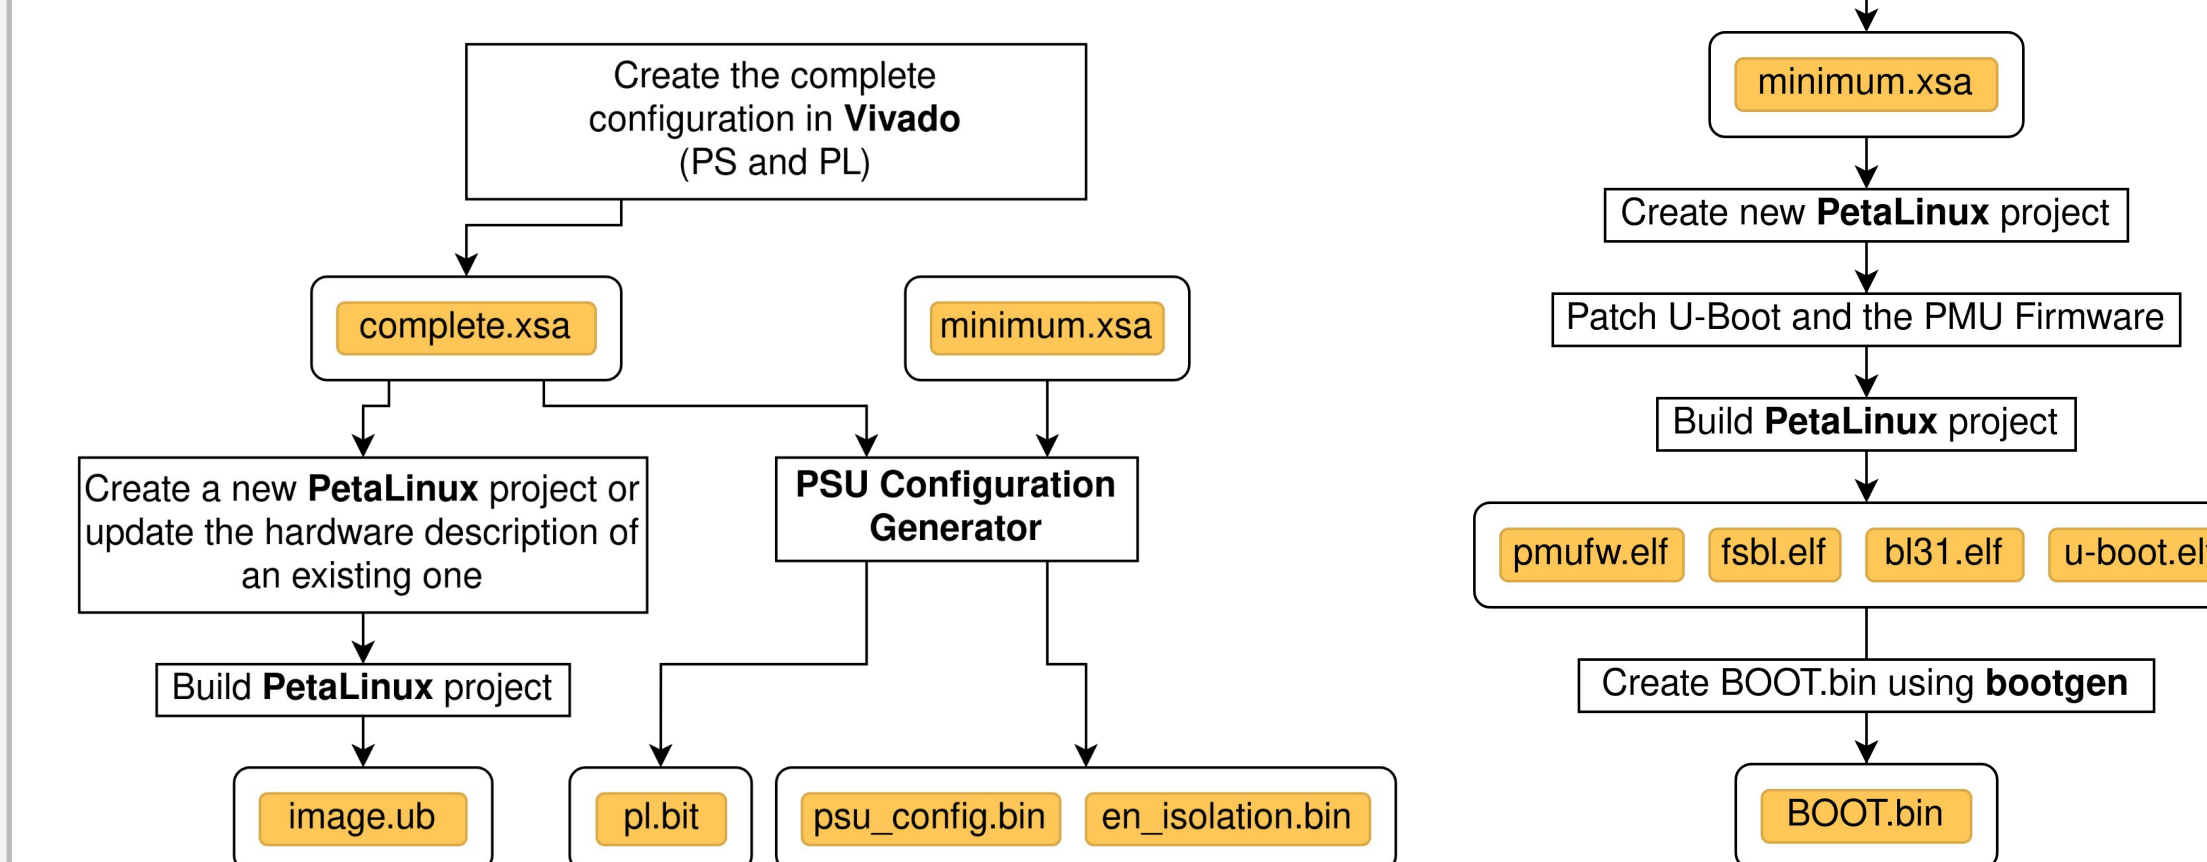 Create the complete
configuration in Vivado
(PS and PL)
complete.xsa
minimum.xsa
Create a new PetaLinux project or
update the hardware description of
an existing one
PSU Configuration
Generator
Build PetaLinux project
image.ub
pl.bit
psu_config.bin
en_isolation.bin
minimum.xsa
Create new PetaLinux project
Patch U-Boot and the PMU Firmware
Build PetaLinux project
pmufw.elf
fsbl.elf
bl31.elf
u-boot.el
Create BOOT.bin using bootgen
BOOT.bin